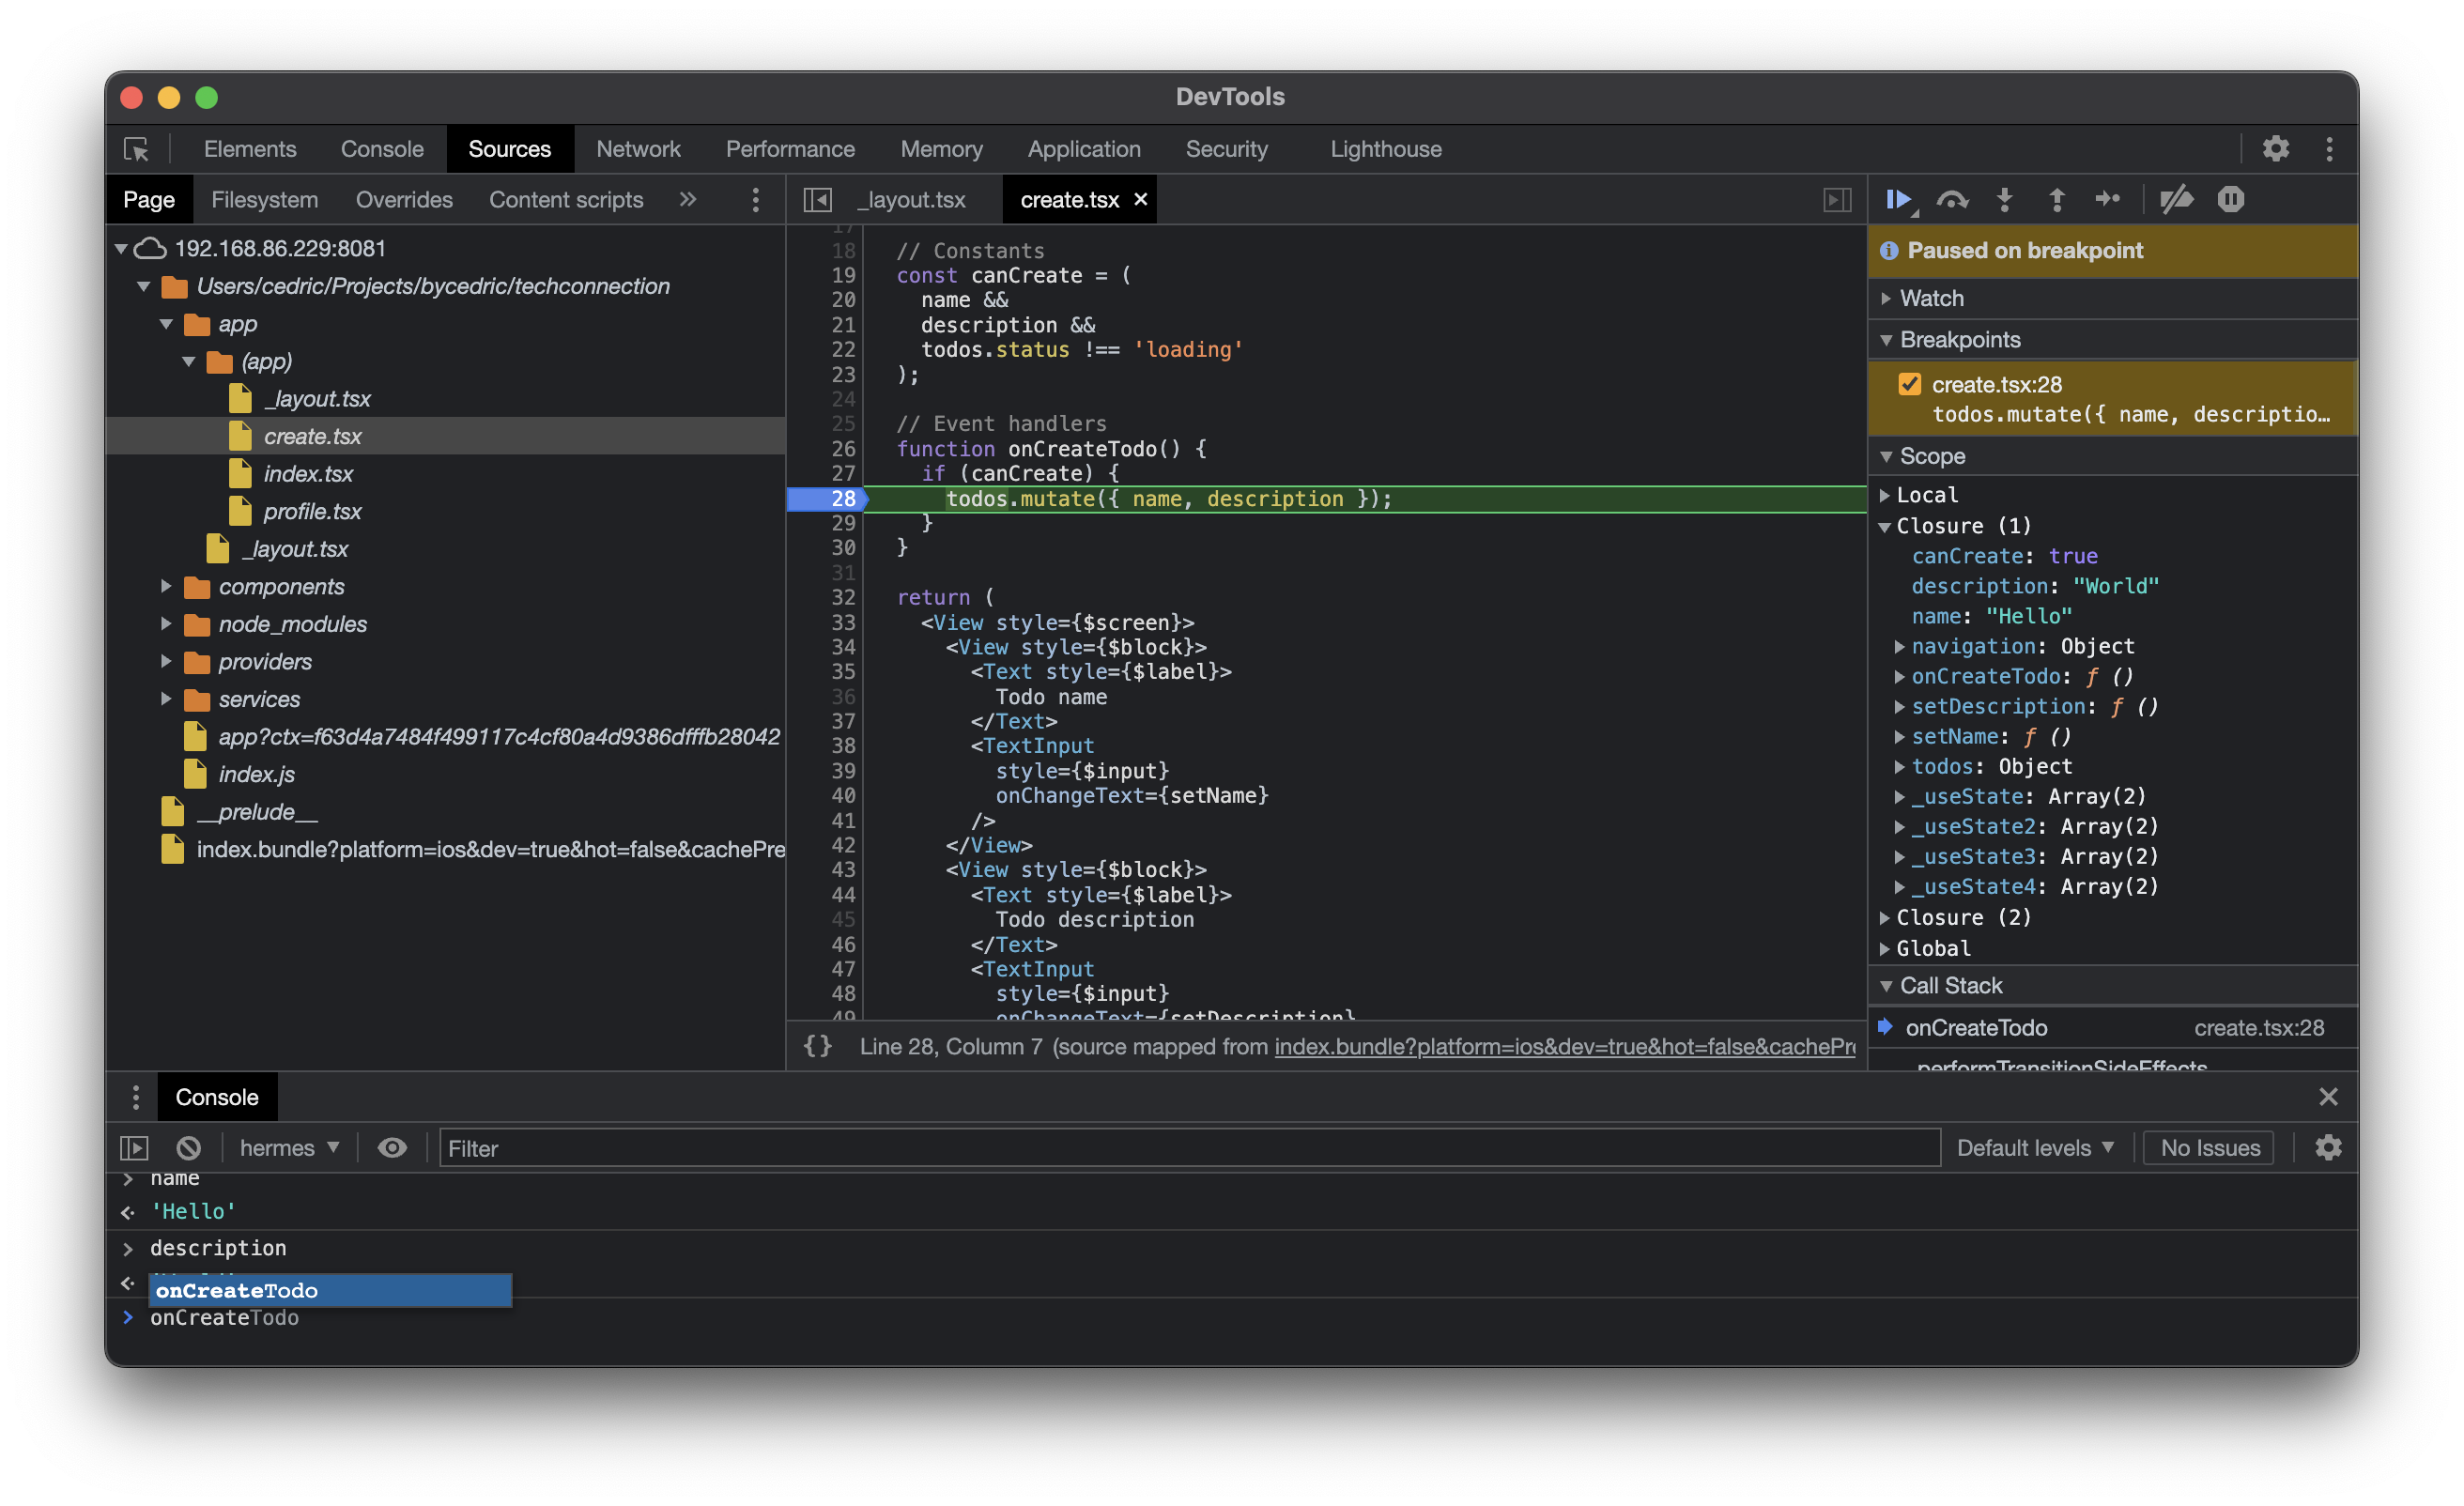 DevTools
Elements Console Sources Network Performance Memory Application Security Lighthouse
Page Filesystem Overrides Content scripts »
_layout.tsx create.tsx ×
192.168.86.229:8081
Users/cedric/Projects/bycedric/techconnection
app
(app)
_layout.tsx
create.tsx
index.tsx
profile.tsx
_layout.tsx
components
node_modules
providers
services
app?ctx=f63d4a7484f499117c4cf80a4d9386dfffb28042
index.js
__prelude__
index.bundle?platform=ios&dev=true&hot=false&cachePre
17
18 // Constants
19 const canCreate = (
20 name &&
21 description &&
22 todos.status !== 'loading'
23 );
24
25 // Event handlers
26 function onCreateTodo() {
27 if (canCreate) {
28 todos.mutate({ name, description });
29 }
30 }
31
32 return (
33 <View style={$screen}>
34 <View style={$block}>
35 <Text style={$label}>
36 Todo name
37 </Text>
38 <TextInput
39 style={$input}
40 onChangeText={setName}
41 />
42 </View>
43 <View style={$block}>
44 <Text style={$label}>
45 Todo description
46 </Text>
47 <TextInput
48 style={$input}
49 onChangeText={setDescription}
{} Line 28, Column 7 (source mapped from index.bundle?platform=ios&dev=true&hot=false&cachePre
Paused on breakpoint
Watch
Breakpoints
create.tsx:28
todos.mutate({ name, descriptio…
Scope
Local
Closure (1)
canCreate: true
description: "World"
name: "Hello"
navigation: Object
onCreateTodo: ƒ ()
setDescription: ƒ ()
setName: ƒ ()
todos: Object
_useState: Array(2)
_useState2: Array(2)
_useState3: Array(2)
_useState4: Array(2)
Closure (2)
Global
Call Stack
onCreateTodo create.tsx:28
performTransitionSideEffects
Console
hermes Filter Default levels No Issues
> name
'Hello'
> description
onCreateTodo
> onCreateTodo